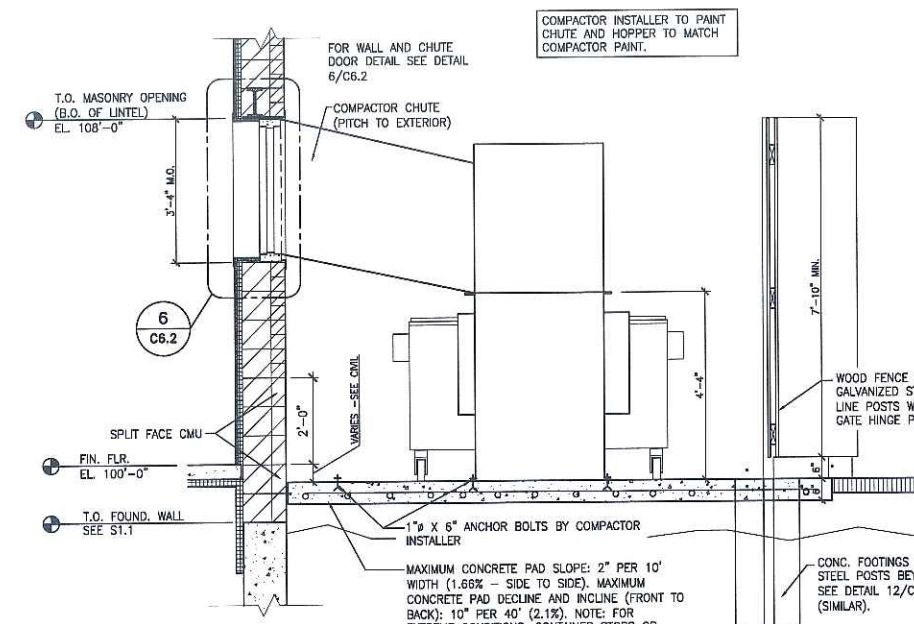 COMPACTOR INSTALLER TO PAINT
CHUTE AND HOPPER TO MATCH
COMPACTOR PAINT.
FOR WALL AND CHUTE
DOOR DETAIL SEE DETAIL
6/C6.2
T.O. MASONRY OPENING
(B.O. OF LINTEL)
EL. 108'-0"
COMPACTOR CHUTE
(PITCH TO EXTERIOR)
3'-4" M.O.
7'-10" MIN.
6
C6.2
4'-4"
VARIES - SEE CIVIL
2'-0"
WOOD FENCE
GALVANIZED
LINE POSTS
GATE HINGE
SPLIT FACE CMU
FIN. FLR.
EL. 100'-0"
6"
8"
T.O. FOUND. WALL
SEE S1.1
1"ø X 6" ANCHOR BOLTS BY COMPACTOR
INSTALLER
MAXIMUM CONCRETE PAD SLOPE: 2" PER 10'
WIDTH (1.66% - SIDE TO SIDE). MAXIMUM
CONCRETE PAD DECLINE AND INCLINE (FRONT TO
BACK): 10" PER 40' (2.1%). NOTE: FOR
CONC. FOOTINGS
STEEL POSTS
SEE DETAIL
(SIMILAR).